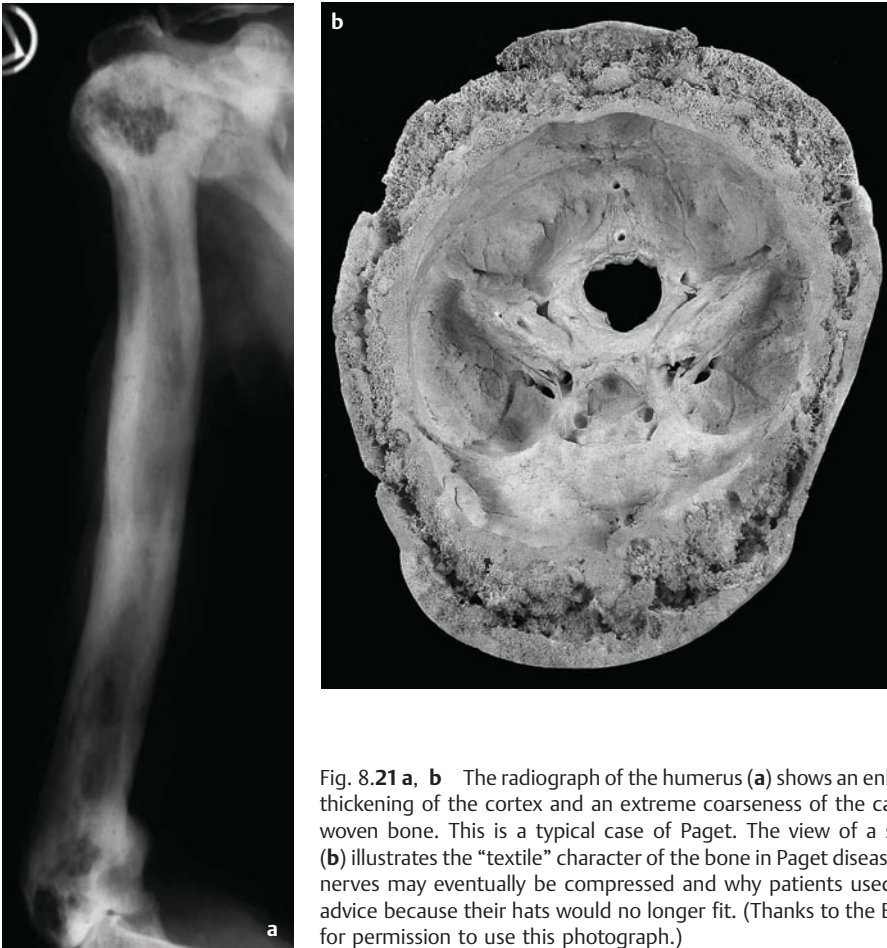 b
a
Fig. 8.21 a, b The radiograph of the humerus (a) shows an
thickening of the cortex and an extreme coarseness of the
woven bone. This is a typical case of Paget. The view of a
(b) illustrates the “textile” character of the bone in Paget
nerves may eventually be compressed and why patients used
advice because their hats would no longer fit. (Thanks to the
for permission to use this photograph.)